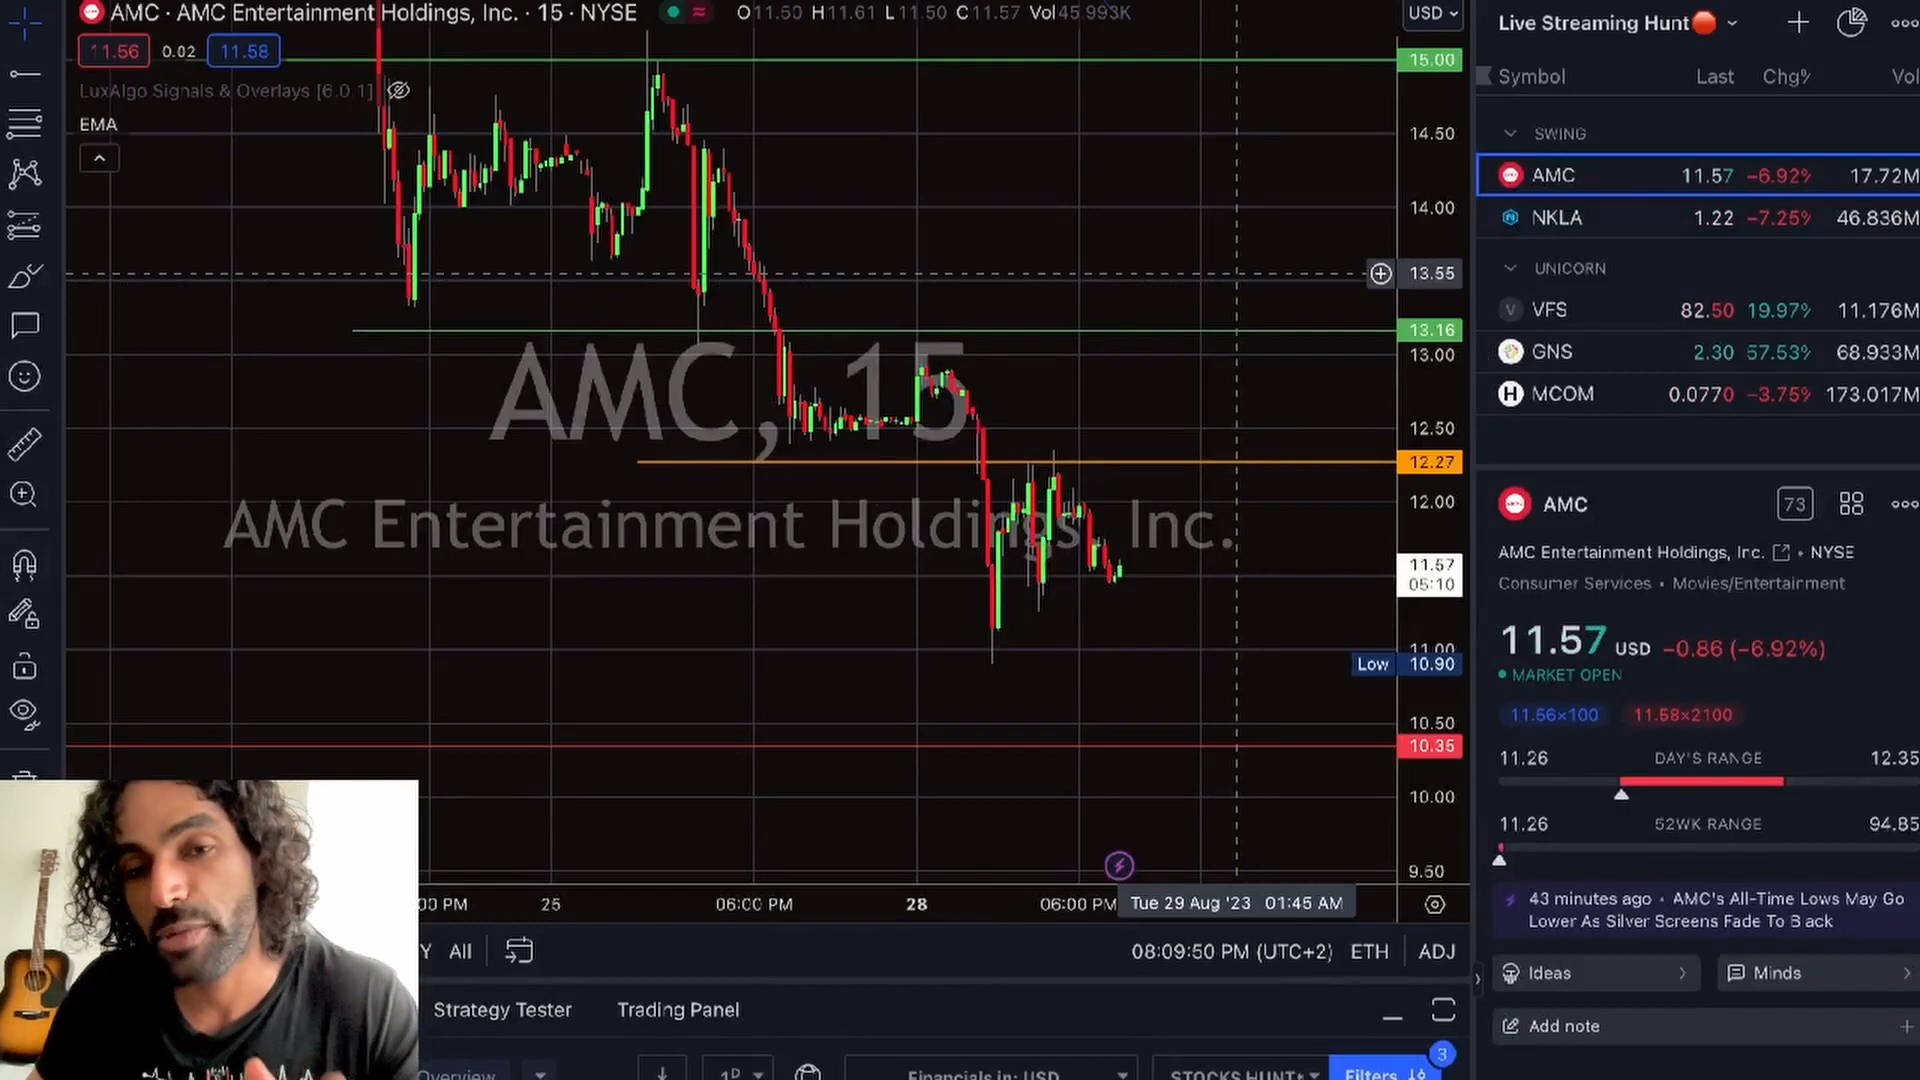 AMC · AMC Entertainment Holdings, Inc. · 15 · NYSE O11.50 H11.61 L11.50 C11.57 Vol45.993K
11.56 0.02 11.58
LuxAlgo Signals & Overlays [6.0.1]
EMA
USD
15.00
14.50
14.00
13.55
13.16
13.00
12.50
12.27
12.00
11.57
05:10
11.00
Low 10.90
10.50
10.35
10.00
9.60
AMC, 15
AMC Entertainment Holdings, Inc.
00 PM 25 06:00 PM 28 06:00 PM Tue 29 Aug '23 01:45 AM
Y All 08:09:50 PM (UTC+2) ETH ADJ
Strategy Tester Trading Panel
Overview 1D Financials in: USD STOCKS HUNT Filters 3
Live Streaming Hunt
Symbol Last Chg% Vol
SWING
AMC 11.57 −6.92% 17.72M
NKLA 1.22 −7.25% 46.836M
UNICORN
V VFS 82.50 19.97% 11.176M
GNS 2.30 57.53% 68.933M
H MCOM 0.0770 −3.75% 173.017M
AMC 73
AMC Entertainment Holdings, Inc. • NYSE
Consumer Services • Movies/Entertainment
11.57 USD −0.86 (−6.92%)
MARKET OPEN
11.56×100 11.58×2100
11.26 DAY'S RANGE 12.35
11.26 52WK RANGE 94.85
43 minutes ago • AMC's All-Time Lows May Go
Lower As Silver Screens Fade To Black
Ideas Minds
Add note